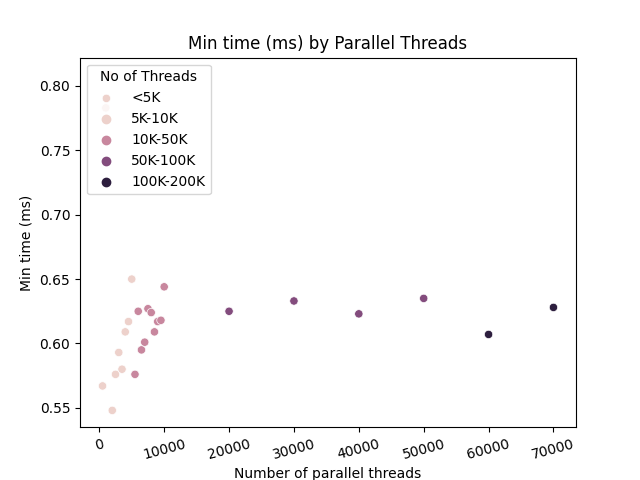 Min time (ms) by Parallel Threads
No of Threads
<5K
5K-10K
10K-50K
50K-100K
100K-200K
0.80
0.75
0.70
0.65
0.60
0.55
Min time (ms)
0
10000
20000
30000
40000
50000
60000
70000
Number of parallel threads